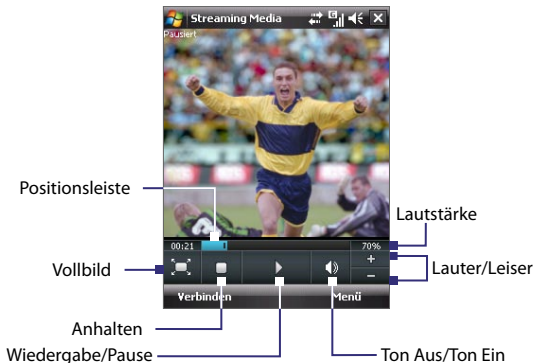 Streaming Media
Pausiert
Positionsleiste
Lautstärke
00:21
70%
Vollbild
Lauter/Leiser
Verbinden
Menü
Anhalten
Wiedergabe/Pause
Ton Aus/Ton Ein